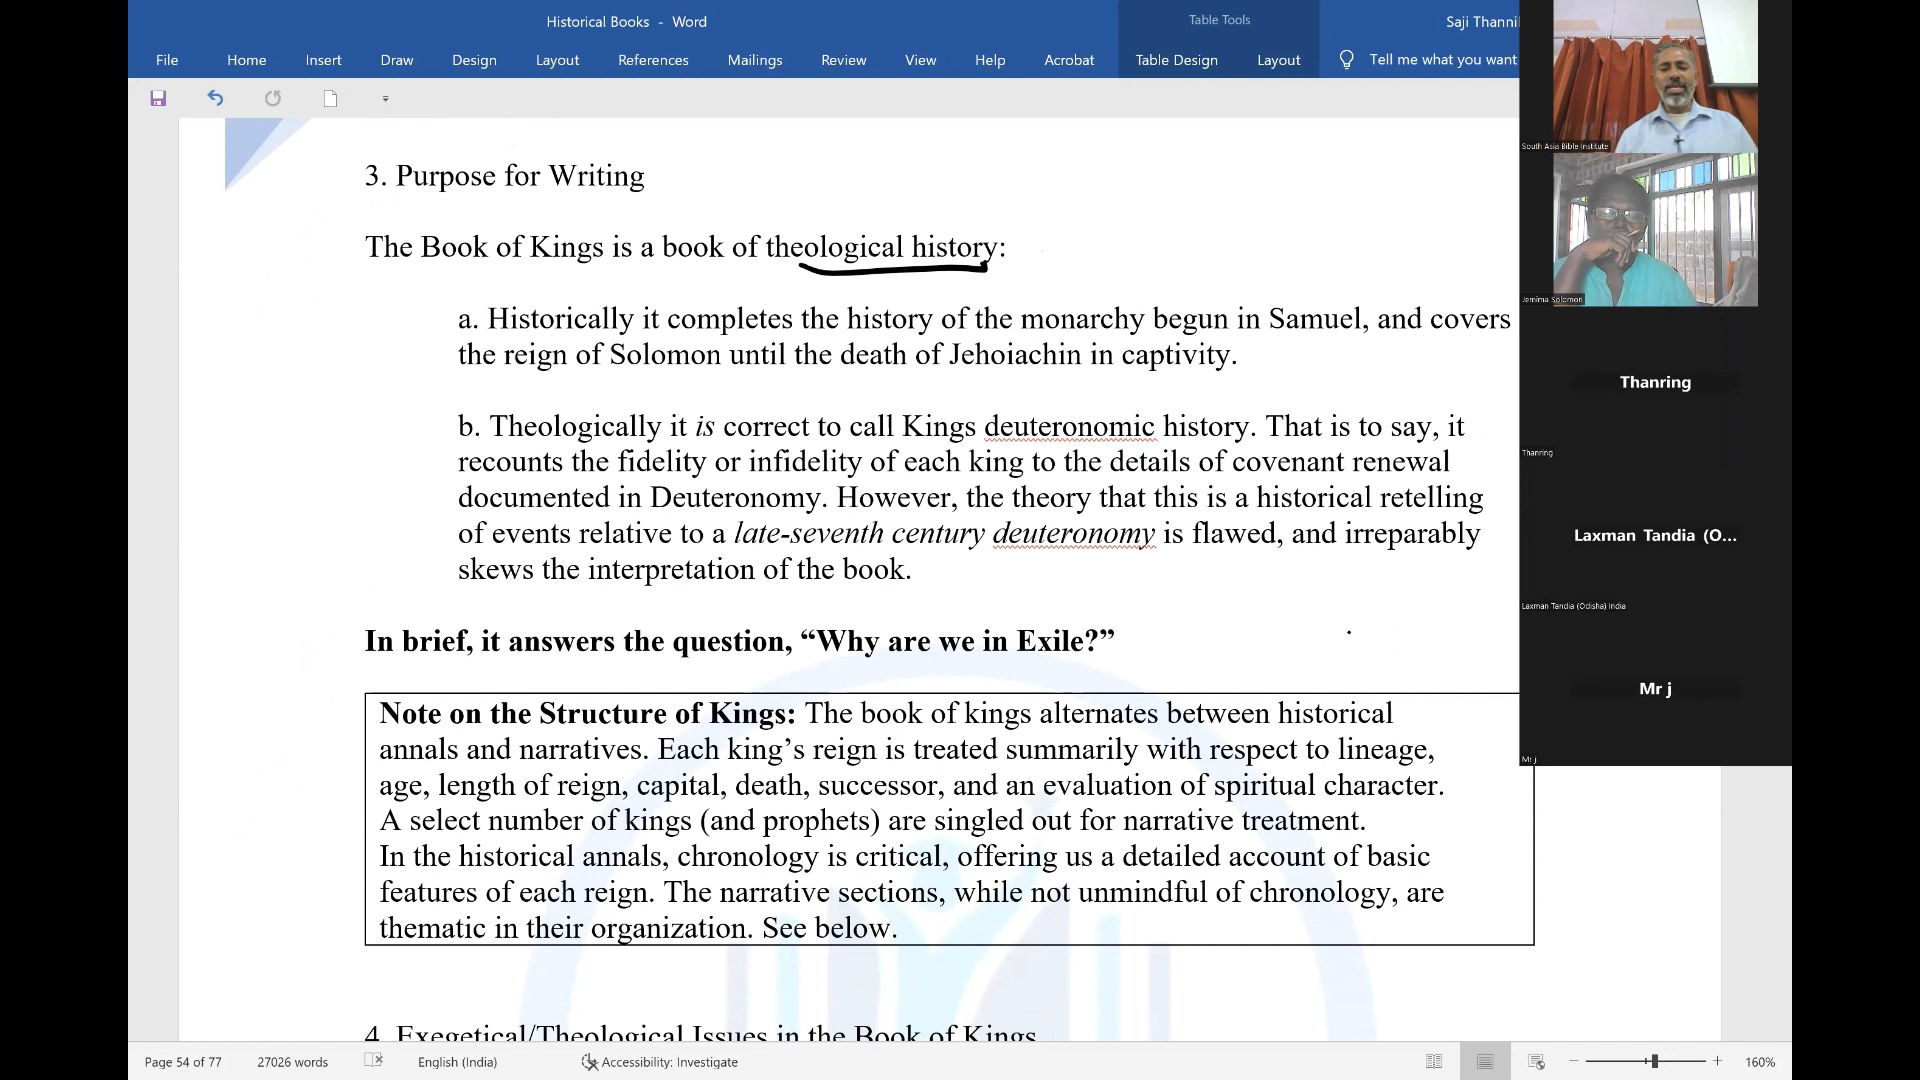 Historical Books - Word
Table Tools
Saji Thanni
File Home Insert Draw Design Layout References Mailings Review View Help Acrobat Table Design Layout Tell me what you want
3. Purpose for Writing
The Book of Kings is a book of theological history:
a. Historically it completes the history of the monarchy begun in Samuel, and covers
the reign of Solomon until the death of Jehoiachin in captivity.
b. Theologically it is correct to call Kings deuteronomic history. That is to say, it
recounts the fidelity or infidelity of each king to the details of covenant renewal
documented in Deuteronomy. However, the theory that this is a historical retelling
of events relative to a late-seventh century deuteronomy is flawed, and irreparably
skews the interpretation of the book.
In brief, it answers the question, “Why are we in Exile?”
Note on the Structure of Kings: The book of kings alternates between historical
annals and narratives. Each king’s reign is treated summarily with respect to lineage,
age, length of reign, capital, death, successor, and an evaluation of spiritual character.
A select number of kings (and prophets) are singled out for narrative treatment.
In the historical annals, chronology is critical, offering us a detailed account of basic
features of each reign. The narrative sections, while not unmindful of chronology, are
thematic in their organization. See below.
4. Exegetical/Theological Issues in the Book of Kings
South Asia Bible Institute
Jemima Solomon
Thanring
Thanring
Laxman Tandia (O...
Laxman Tandia (Odisha) India
Mr j
Mr j
Page 54 of 77 27026 words English (India) Accessibility: Investigate 160%